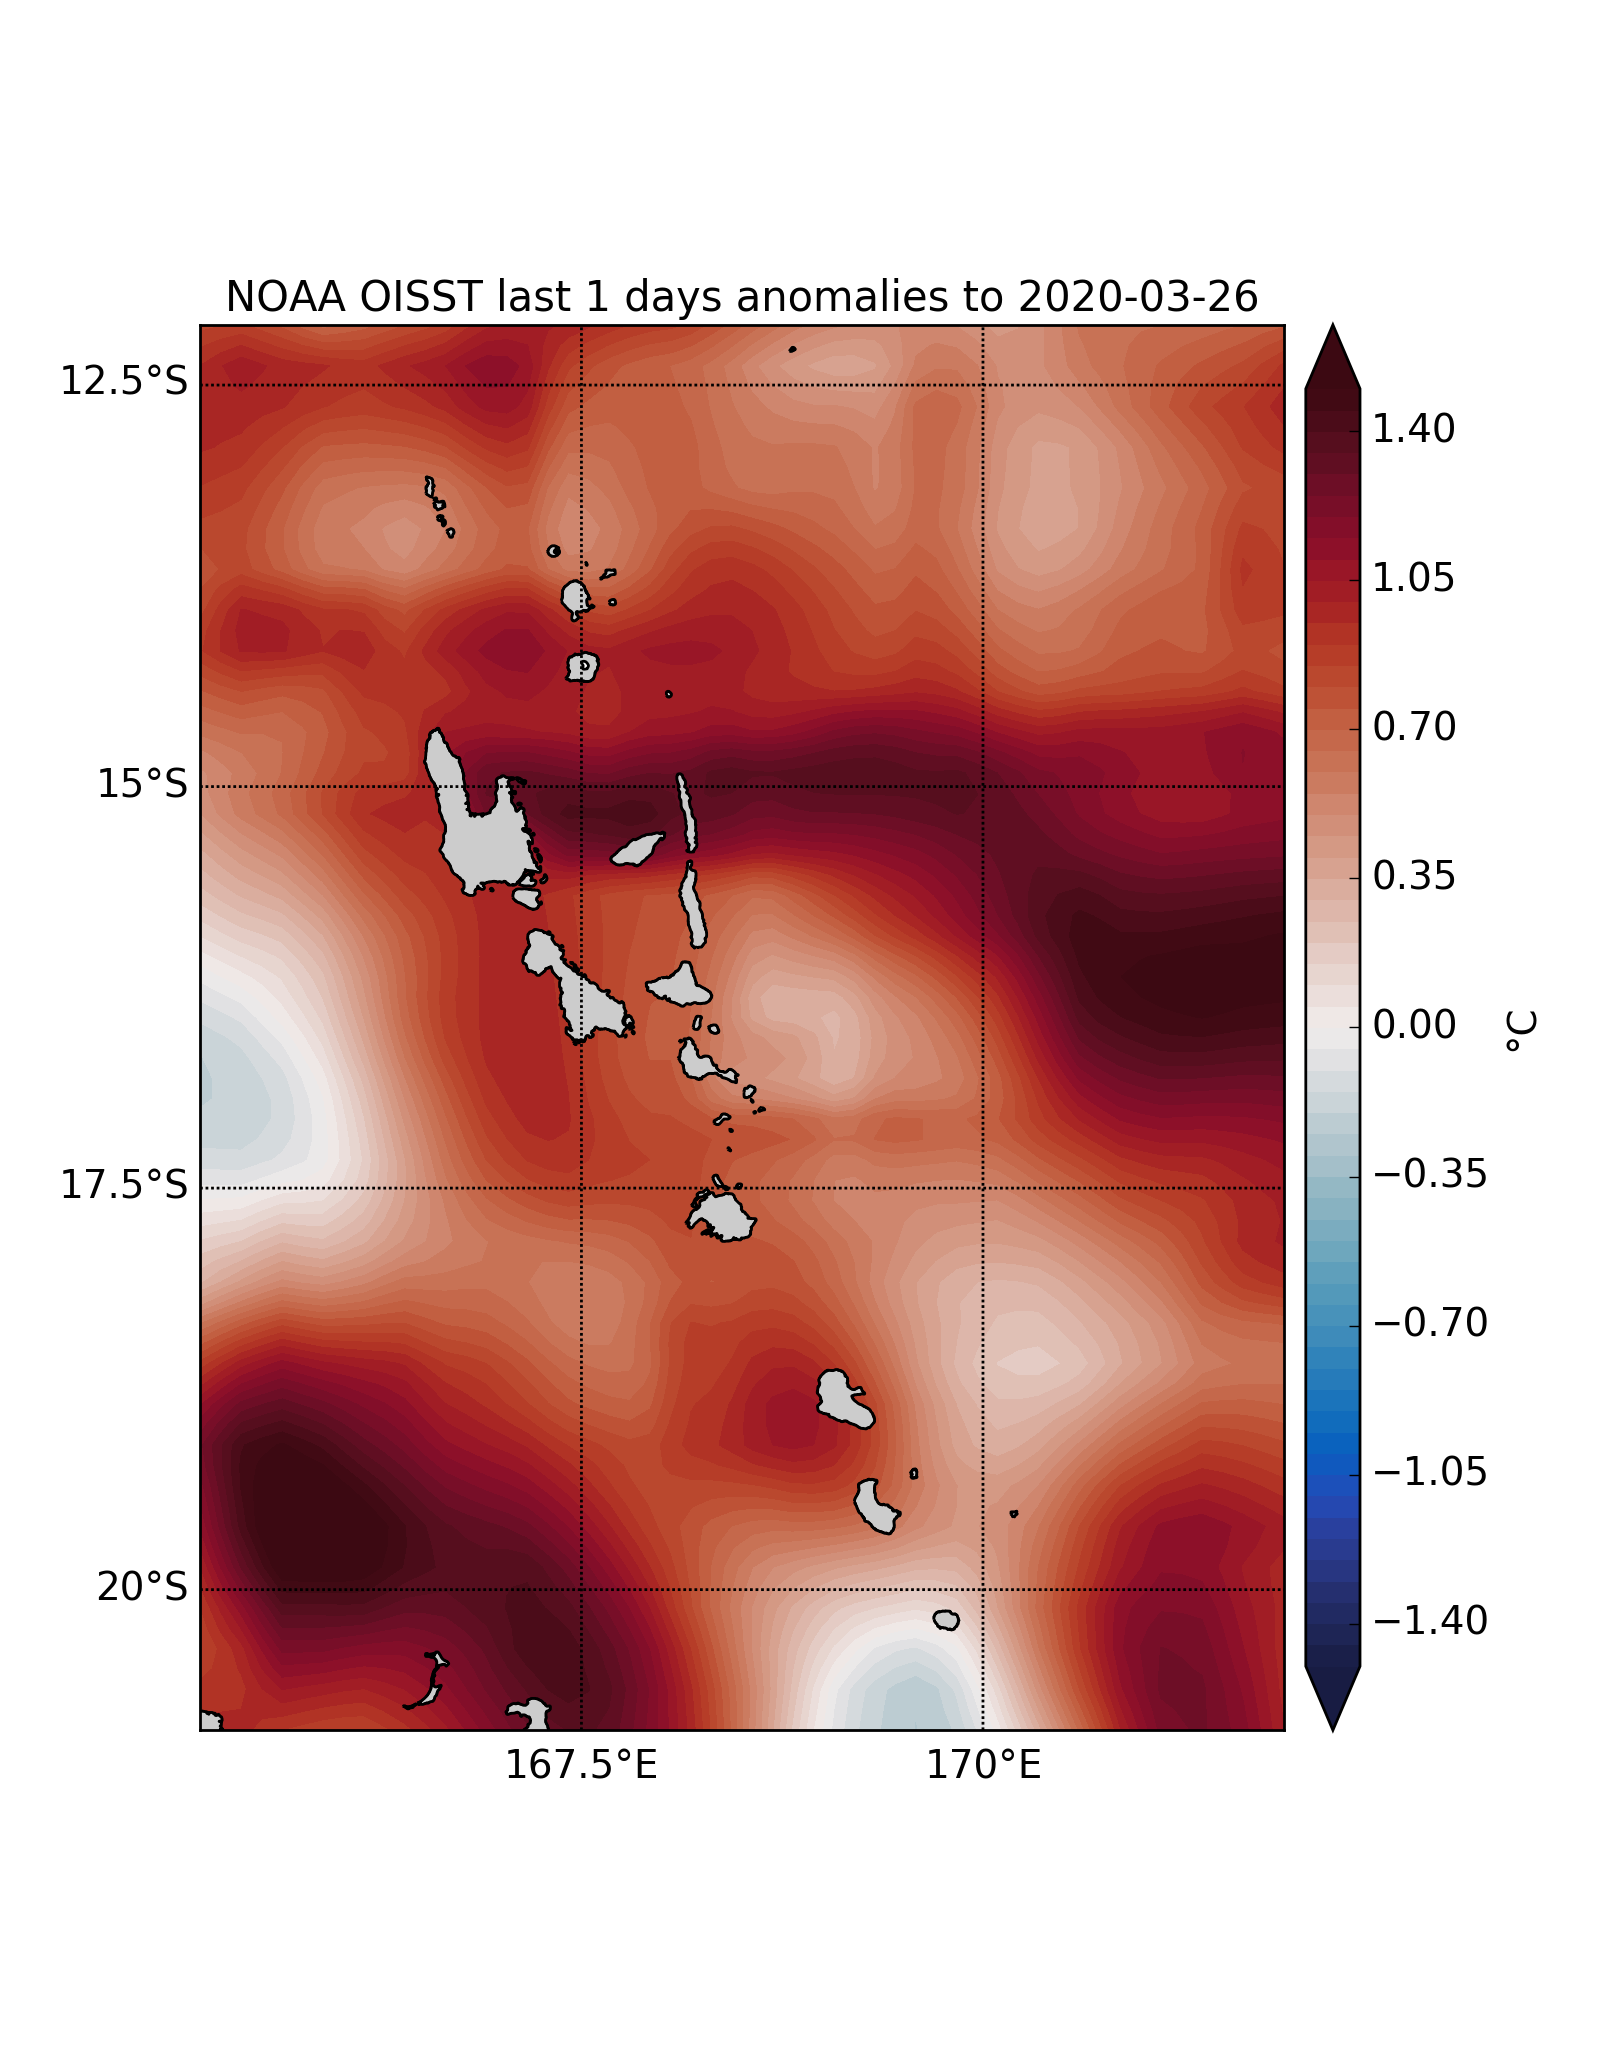 NOAA OISST last 1 days anomalies to 2020-03-26
12.5°S
15°S
17.5°S
20°S
167.5°E
170°E
1.40
1.05
0.70
0.35
0.00
−0.35
−0.70
−1.05
−1.40
°C